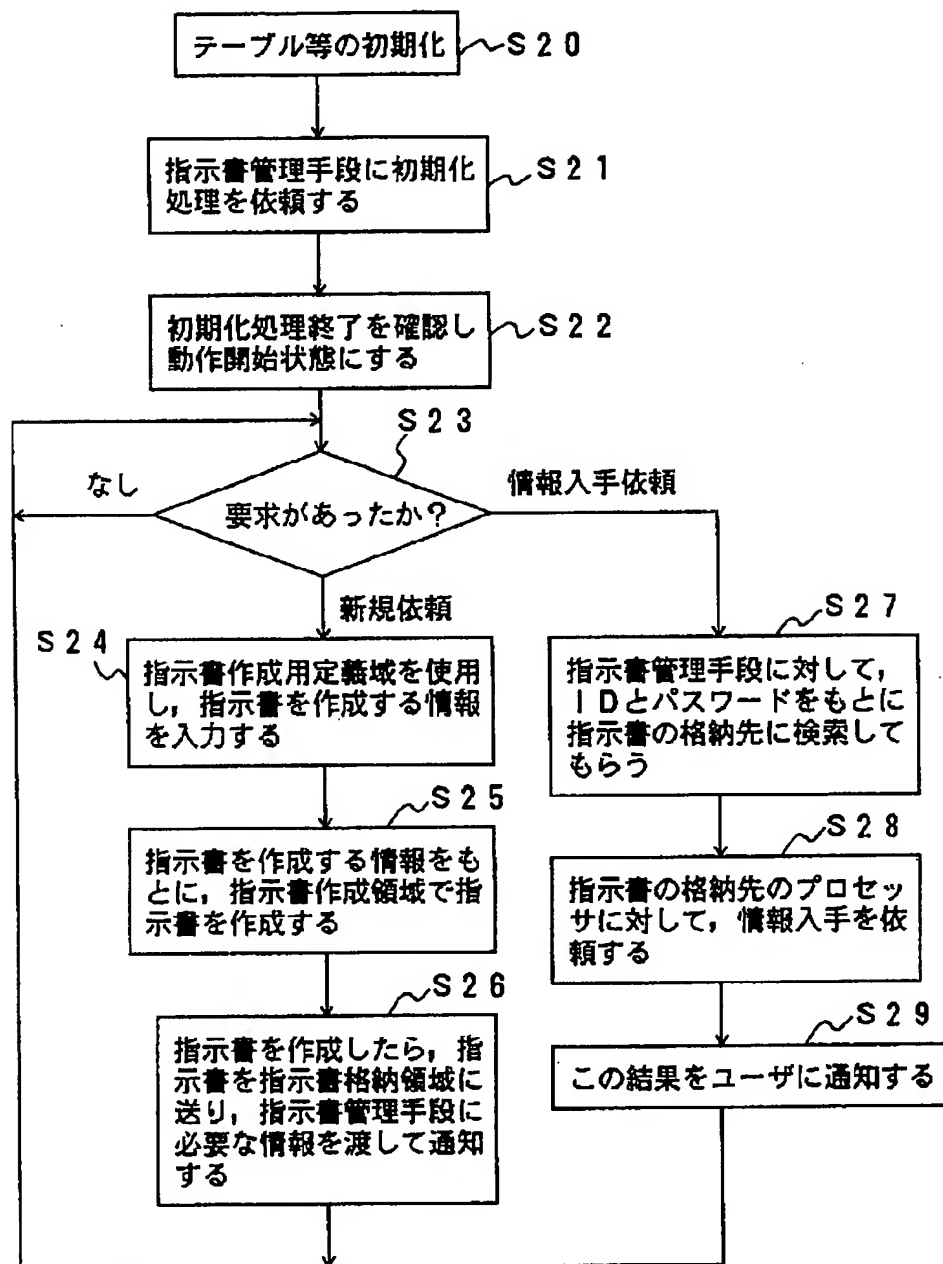 テーブル等の初期化
S20
指示書管理手段に初期化
処理を依頼する
S21
初期化処理終了を確認し
動作開始状態にする
S22
S23
なし
要求があったか?
情報入手依頼
新規依頼
S24
指示書作成用定義域を使用
し,指示書を作成する情報
を入力する
S25
指示書を作成する情報をも
とに,指示書作成領域で指
示書を作成する
S26
指示書を作成したら,指
示書を指示書格納領域に
送り,指示書管理手段に
必要な情報を渡して通知
する
S27
指示書管理手段に対して,
IDとパスワードをもとに
指示書の格納先に検索して
もらう
S28
指示書の格納先のプロセッ
サに対して,情報入手を依
頼する
S29
この結果をユーザに通知する